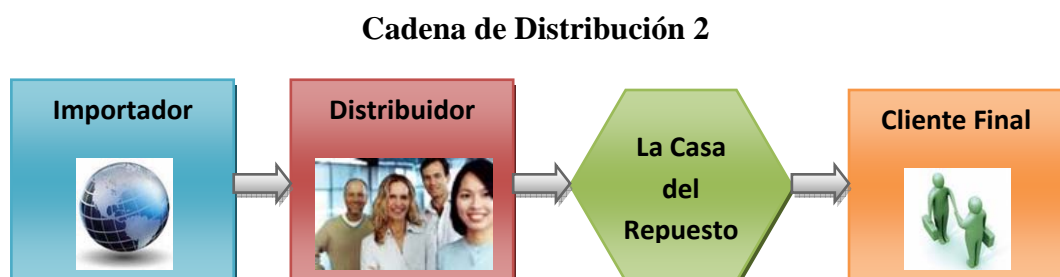 Cadena de Distribución 2
Importador
Distribuidor
La Casa
del
Repuesto
Cliente Final